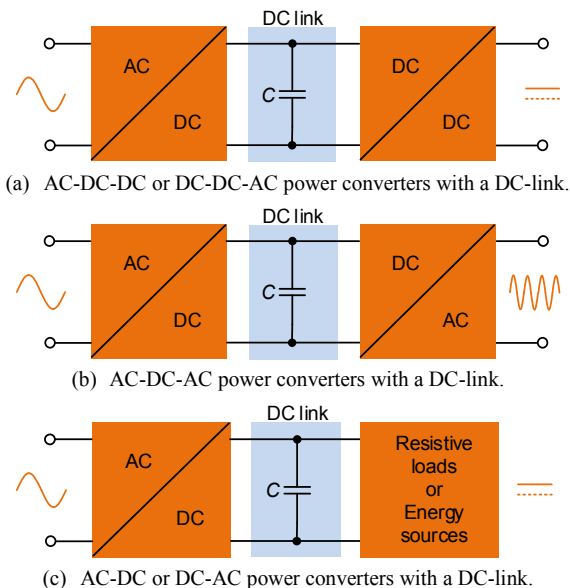 DC link
AC
DC
C
DC
DC
(a) AC-DC-DC or DC-DC-AC power converters with a DC-link.
DC link
AC
DC
C
DC
AC
(b) AC-DC-AC power converters with a DC-link.
DC link
AC
DC
C
Resistive
loads
or
Energy
sources
(c) AC-DC or DC-AC power converters with a DC-link.